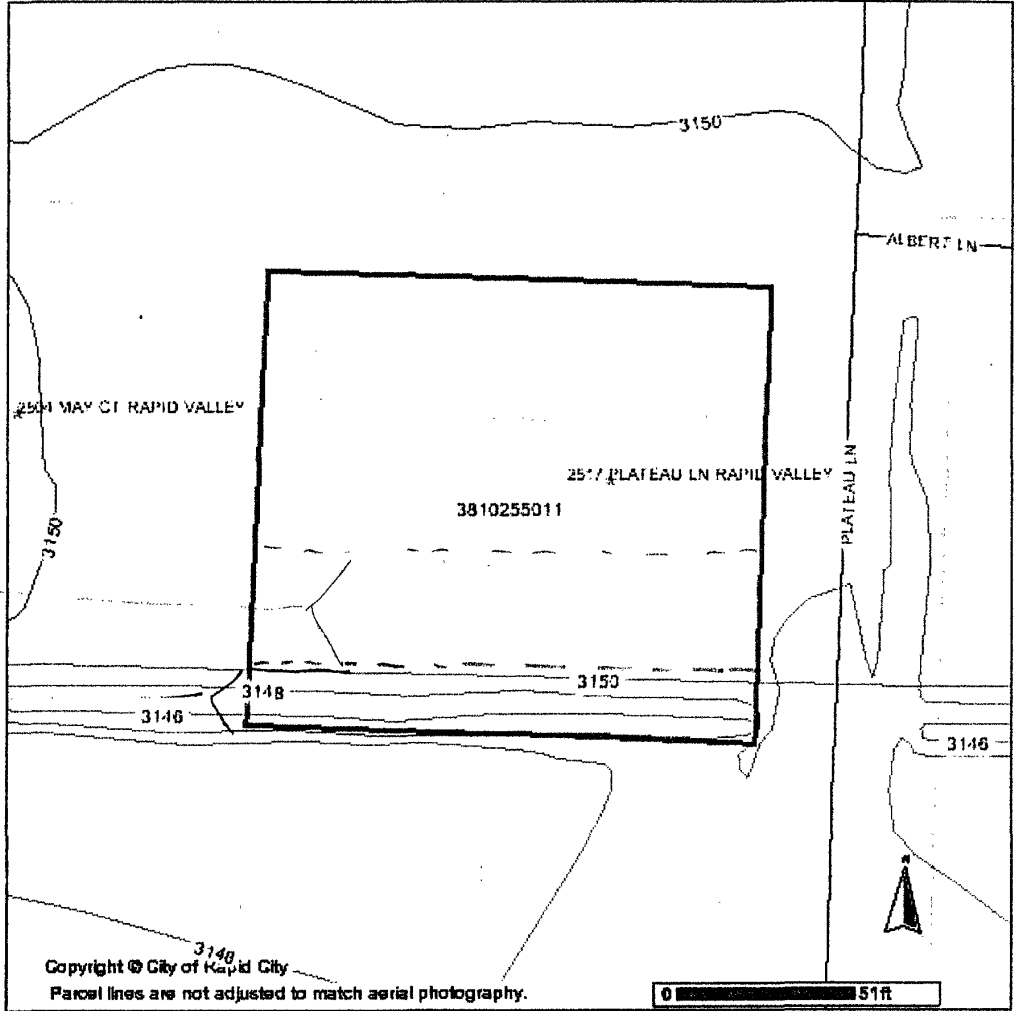 3150
ALBERT LN
2504 MAY CT RAPID VALLEY
2517 PLATEAU LN RAPID VALLEY
PLATEAU LN
3810255011
3150
3150
3148
3146
3146
3148
N
Copyright © City of Rapid City
Parcel lines are not adjusted to match aerial photography.
0 51ft